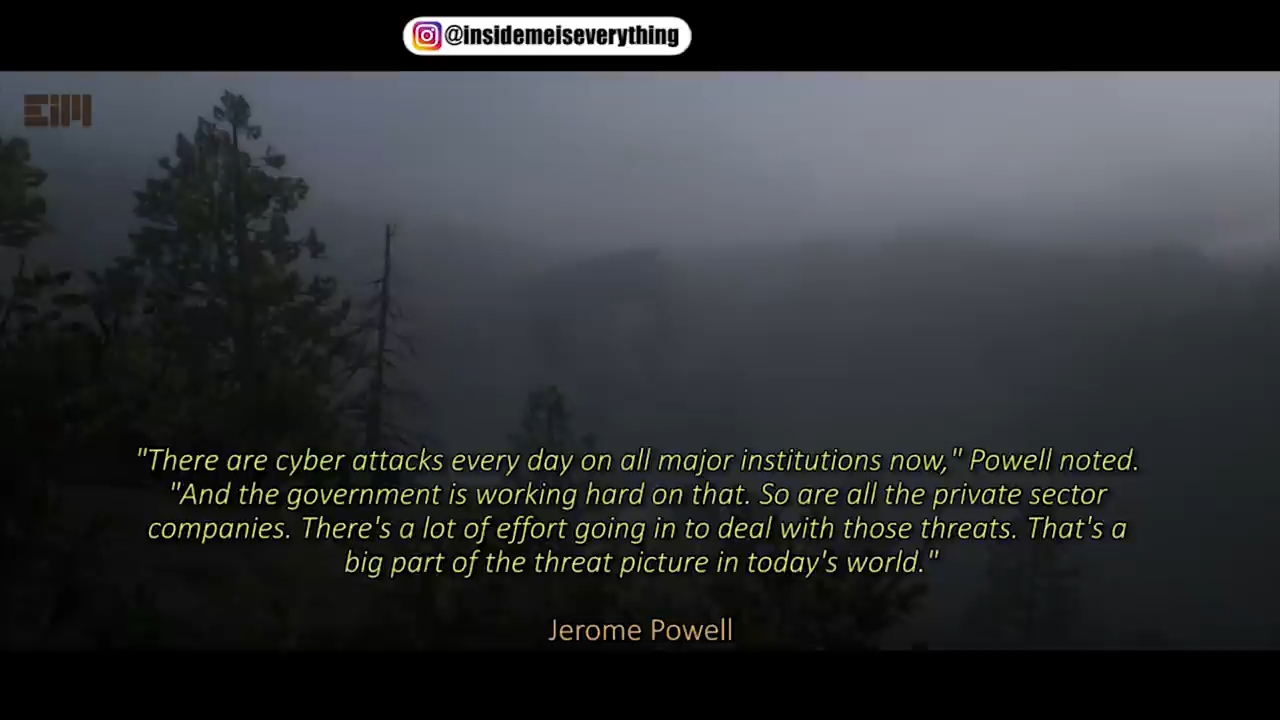 @insidemeiseverything
EiM
"There are cyber attacks every day on all major institutions now," Powell noted.
"And the government is working hard on that. So are all the private sector
companies. There's a lot of effort going in to deal with those threats. That's a
big part of the threat picture in today's world."
Jerome Powell